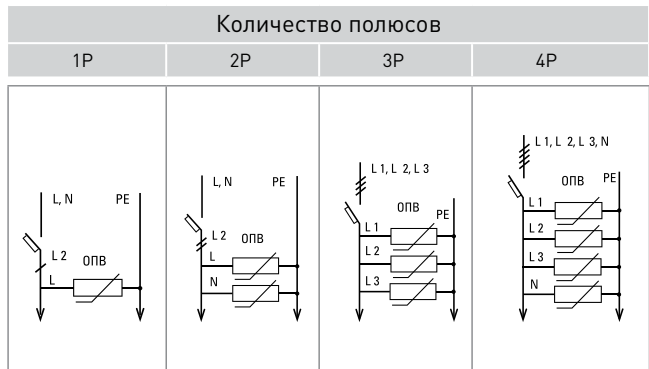 Количество полюсов
1P 2P 3P 4P
L, N PE
L 2 ОПВ
L
L, N PE
L 2 ОПВ
L
N
L 1, L 2, L 3
ОПВ PE
L 1
L 2
L 3
L 1, L 2, L 3, N
ОПВ PE
L 1
L 2
L 3
N